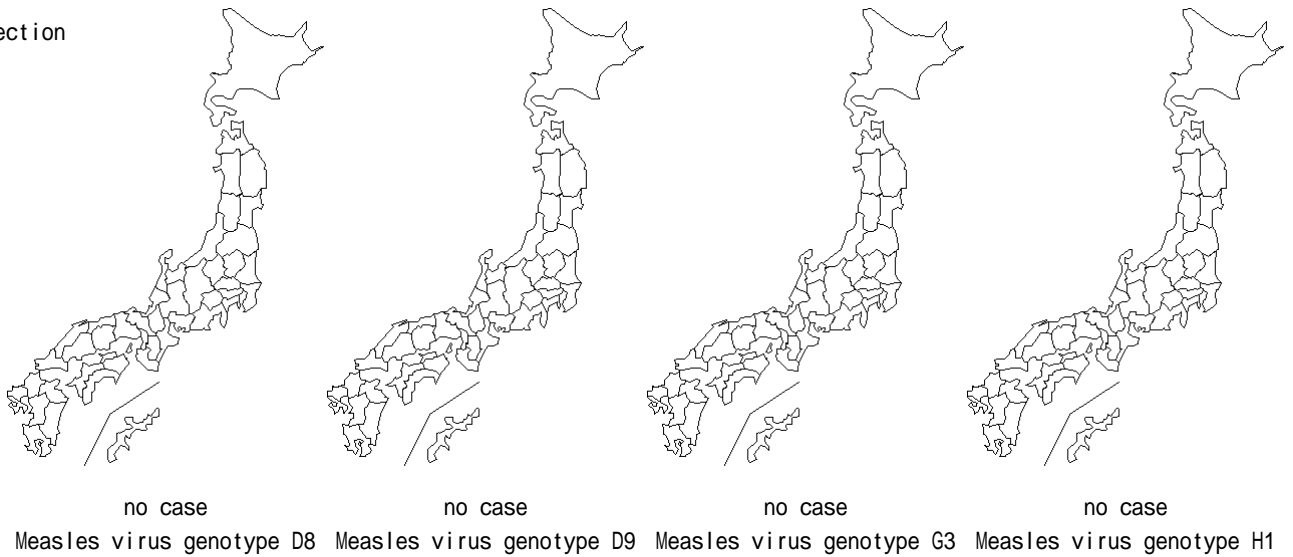 ection
no case no case no case no case
Measles virus genotype D8 Measles virus genotype D9 Measles virus genotype G3 Measles virus genotype H1